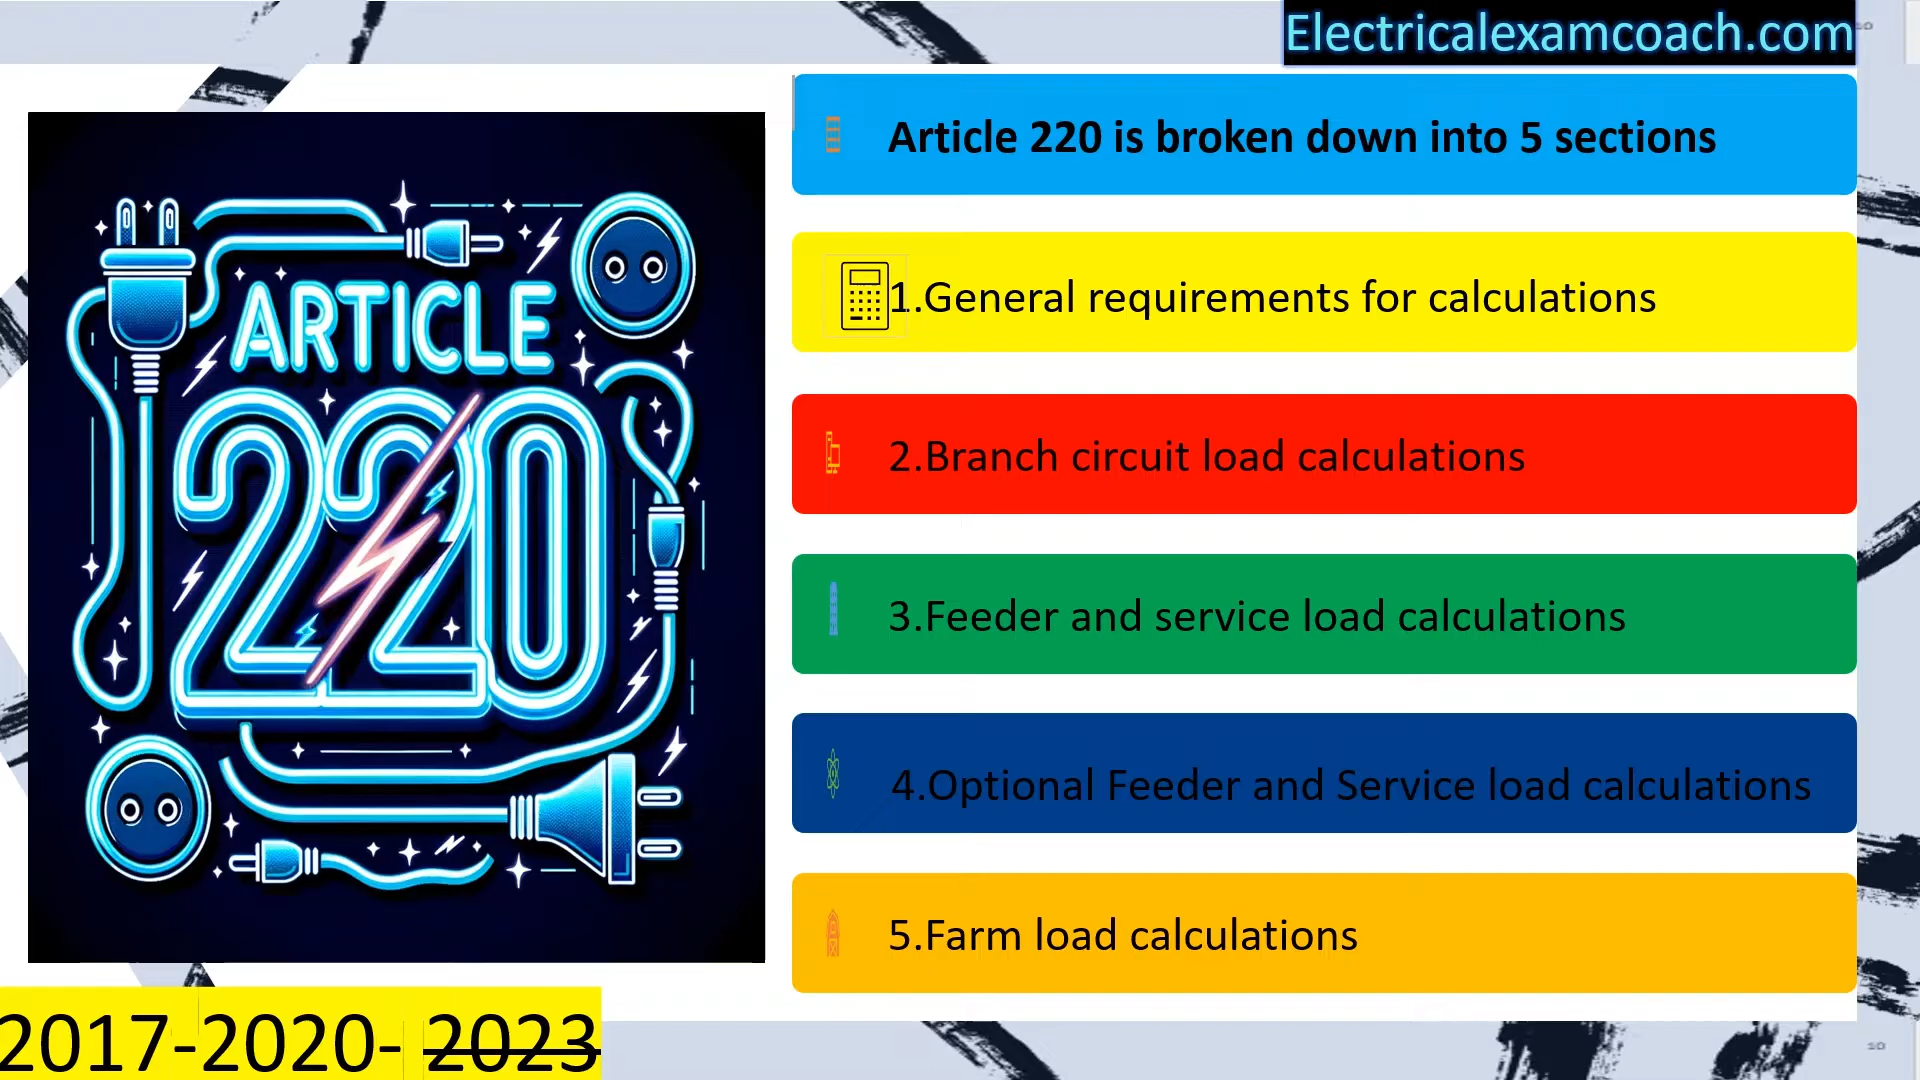 Electricalexamcoach.com
10
Article 220 is broken down into 5 sections
ARTICLE
220
1.General requirements for calculations
2.Branch circuit load calculations
3.Feeder and service load calculations
4.Optional Feeder and Service load calculations
5.Farm load calculations
2017-2020- 2023
10